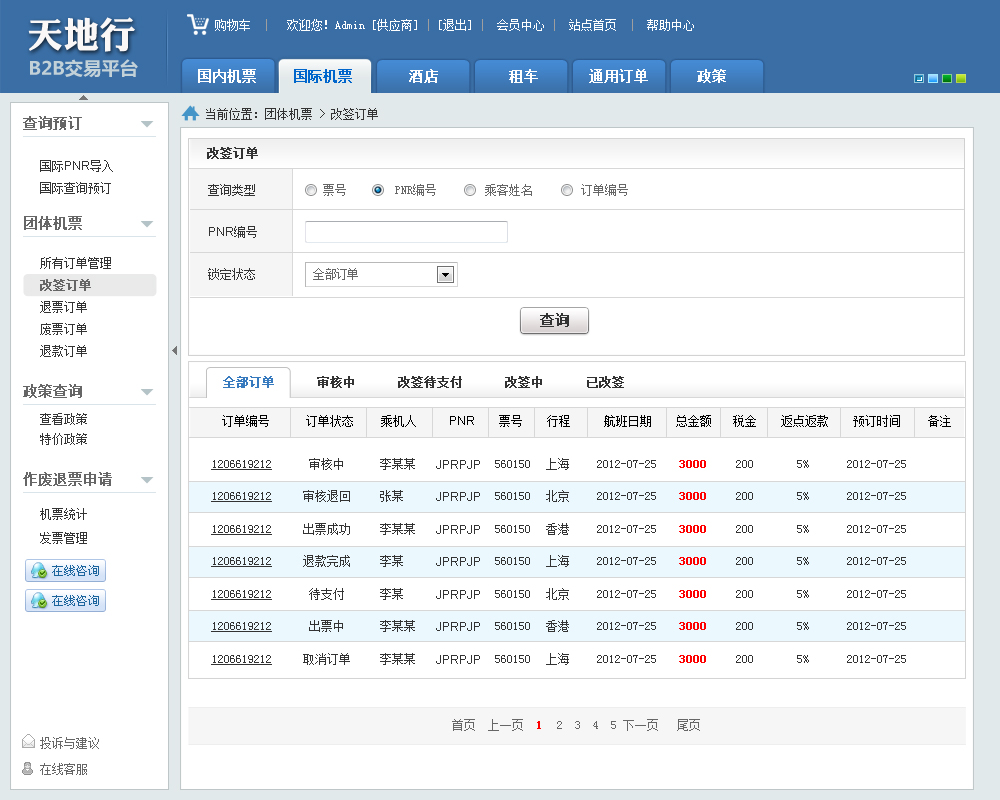 天地行
B2B交易平台
购物车 | 欢迎您! Admin [供应商] | [退出] | 会员中心 | 站点首页 | 帮助中心
国内机票 国际机票 酒店 租车 通用订单 政策
当前位置: 团体机票 > 改签订单
查询预订
国际PNR导入
国际查询预订
团体机票
所有订单管理
改签订单
退票订单
废票订单
退款订单
政策查询
查看政策
特价政策
作废退票申请
机票统计
发票管理
在线咨询
在线咨询
投诉与建议
在线客服
改签订单
查询类型 票号 PNR编号 乘客姓名 订单编号
PNR编号
锁定状态 全部订单
查询
全部订单 审核中 改签待支付 改签中 已改签
订单编号 订单状态 乘机人 PNR 票号 行程 航班日期 总金额 税金 返点返款 预订时间 备注
1206619212 审核中 李某某 JPRPJP 560150 上海 2012-07-25 3000 200 5% 2012-07-25
1206619212 审核退回 张某 JPRPJP 560150 北京 2012-07-25 3000 200 5% 2012-07-25
1206619212 出票成功 李某某 JPRPJP 560150 香港 2012-07-25 3000 200 5% 2012-07-25
1206619212 退款完成 李某 JPRPJP 560150 上海 2012-07-25 3000 200 5% 2012-07-25
1206619212 待支付 李某 JPRPJP 560150 北京 2012-07-25 3000 200 5% 2012-07-25
1206619212 出票中 李某某 JPRPJP 560150 香港 2012-07-25 3000 200 5% 2012-07-25
1206619212 取消订单 李某某 JPRPJP 560150 上海 2012-07-25 3000 200 5% 2012-07-25
首页 上一页 1 2 3 4 5 下一页 尾页